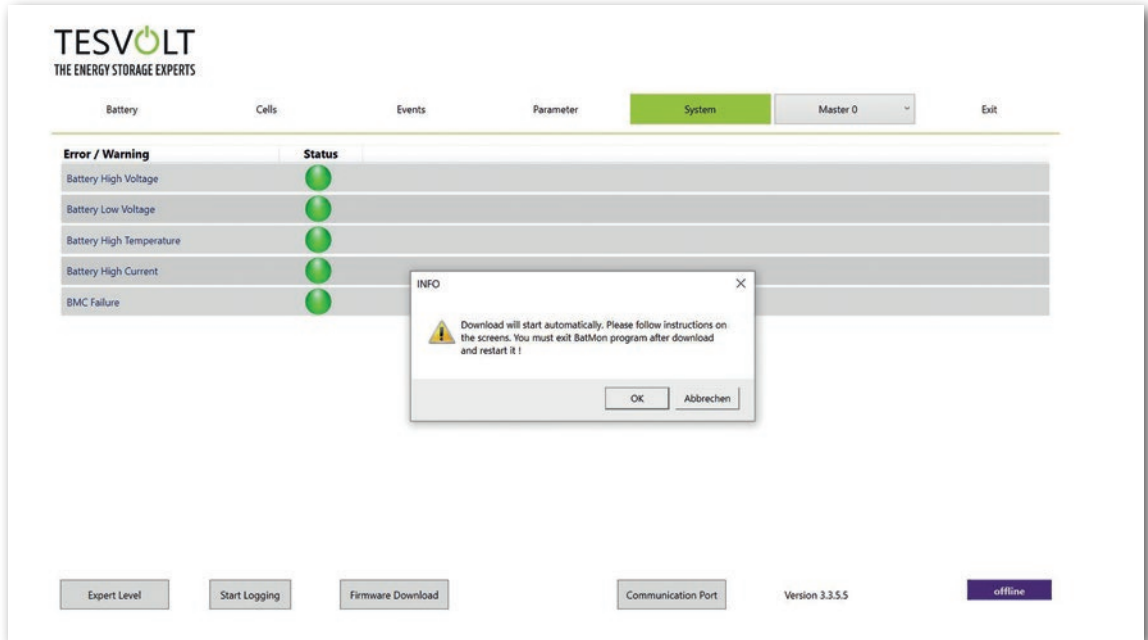 TESVOLT
THE ENERGY STORAGE EXPERTS
Battery Cells Events Parameter System Master 0 Exit
Error / Warning Status
Battery High Voltage
Battery Low Voltage
Battery High Temperature
Battery High Current
BMC Failure
INFO
Download will start automatically. Please follow instructions on
the screens. You must exit BatMon program after download
and restart it !
OK Abbrechen
Expert Level Start Logging Firmware Download Communication Port Version 3.3.5.5 offline